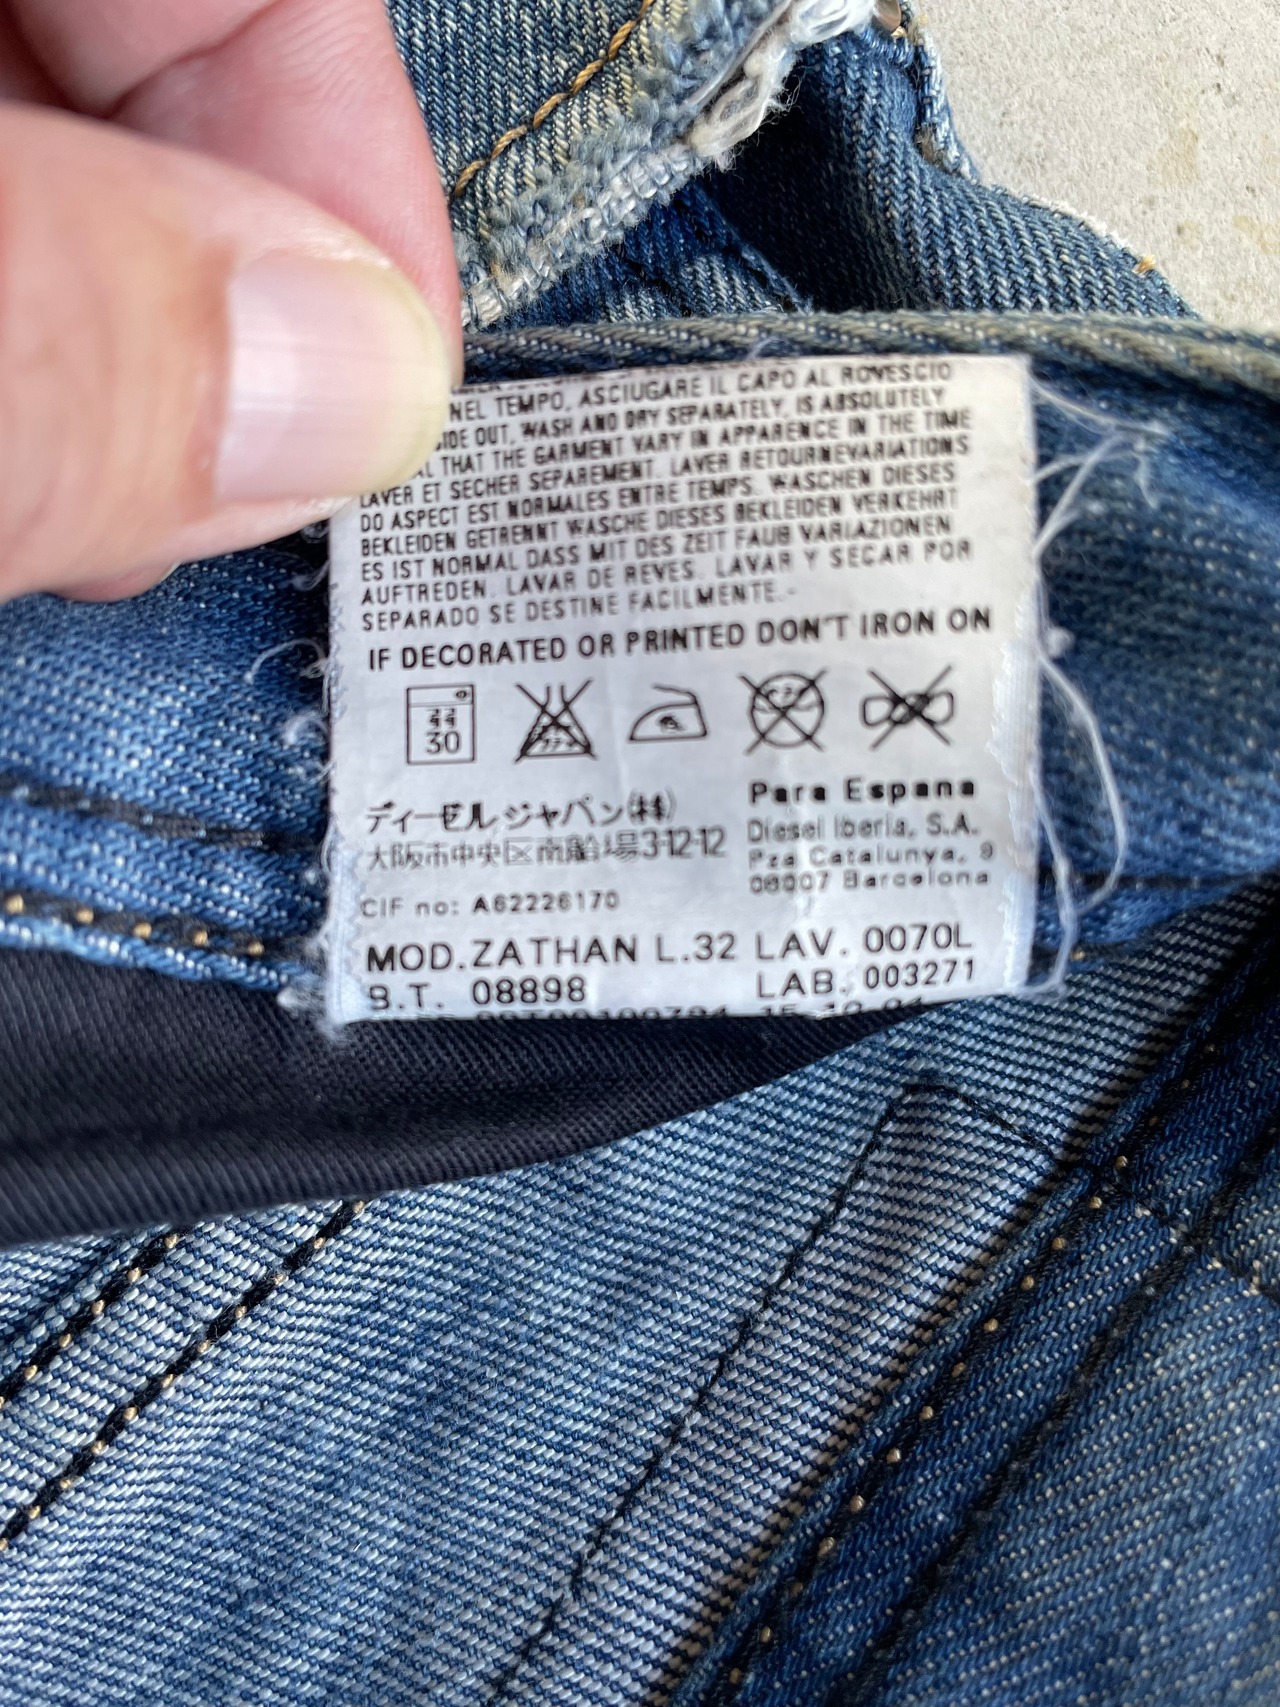 NEL TEMPO, ASCIUGARE IL CAPO AL ROVESCIO
SIDE OUT, WASH AND DRY SEPARATELY, IS ABSOLUTELY
THAT THE GARMENT VARY IN APPARENCE IN THE TIME
LAVER ET SECHER SEPAREMENT. LAVER RETOURNEVARIATIONS
DO ASPECT EST NORMALES ENTRE TEMPS. WASCHEN DIESES
BEKLEIDEN GETRENNT WASCHE DIESES BEKLEIDEN VERKEHRT
ES IST NORMAL DASS MIT DES ZEIT FAUB VARIAZIONEN
AUFTREDEN. LAVAR DE REVES. LAVAR Y SECAR POR
SEPARADO SE DESTINE FACILMENTE.-
IF DECORATED OR PRINTED DON'T IRON ON
30
ディーゼルジャパン(株)
大阪市中央区南船場3-12-12
CIF no: A62226170
Para Espana
Diesel Iberia, S.A.
Pza Catalunya, 9
08007 Barcelona
MOD.ZATHAN L.32 LAV. 0070L
B.T. 08898 LAB. 003271